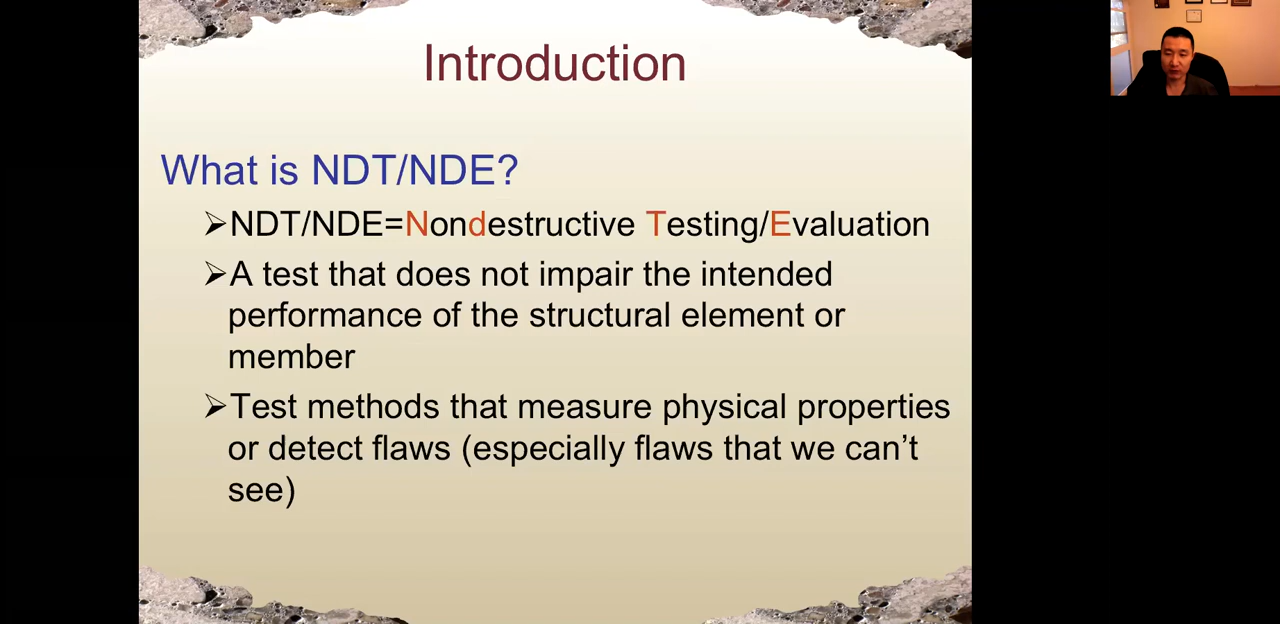 Introduction
What is NDT/NDE?
➢NDT/NDE=Nondestructive Testing/Evaluation
➢A test that does not impair the intended
performance of the structural element or
member
➢Test methods that measure physical properties
or detect flaws (especially flaws that we can’t
see)